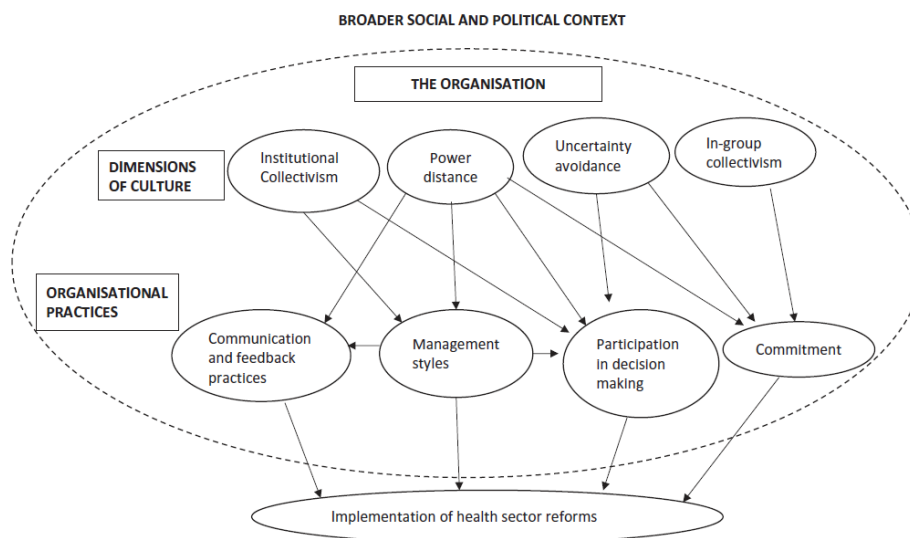 BROADER SOCIAL AND POLITICAL CONTEXT
THE ORGANISATION
DIMENSIONS
OF CULTURE
Institutional
Collectivism
Power
distance
Uncertainty
avoidance
In-group
collectivism
ORGANISATIONAL
PRACTICES
Communication
and feedback
practices
Management
styles
Participation
in decision
making
Commitment
Implementation of health sector reforms